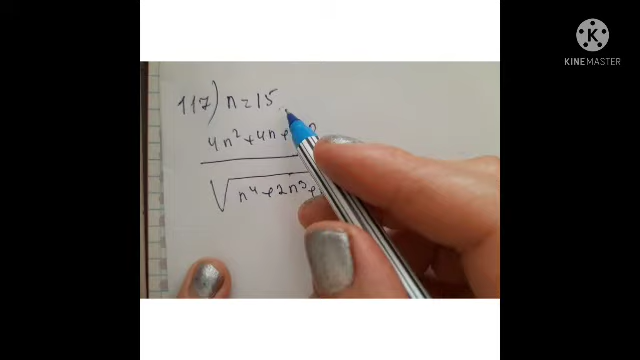 K
KINEMASTER
117) n = 15
4n² + 4n +
√n⁴ + 2n³ +